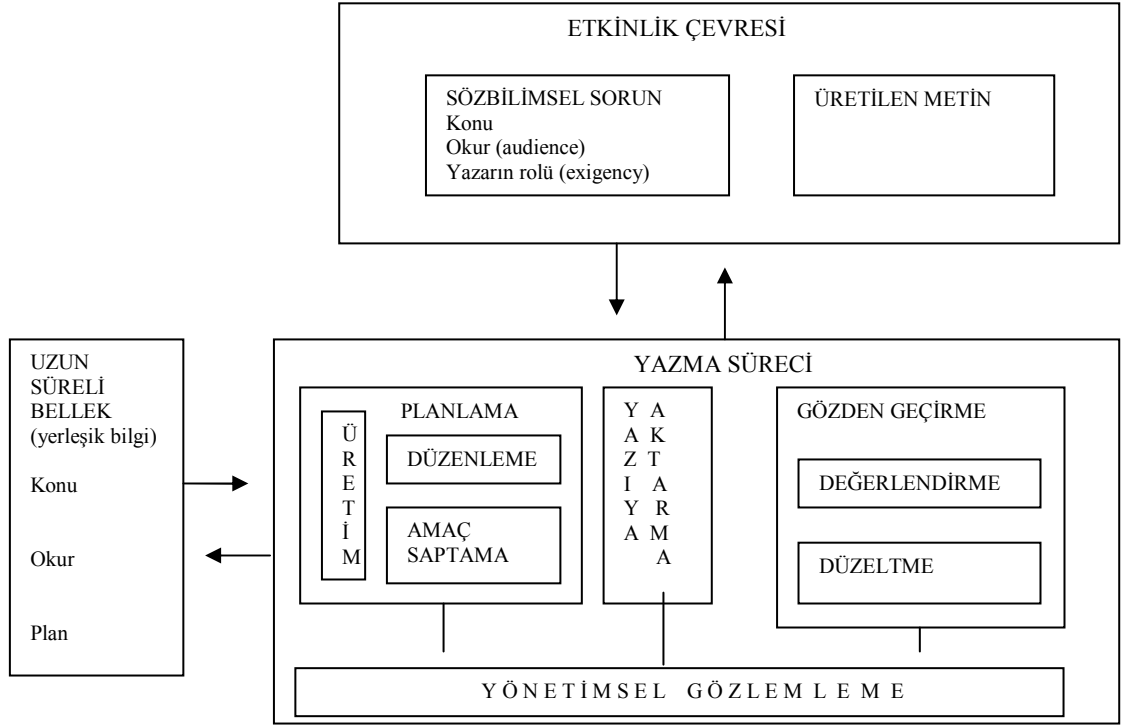 ETKİNLİK ÇEVRESİ
SÖZBİLİMSEL SORUN
Konu
Okur (audience)
Yazarın rolü (exigency)
ÜRETİLEN METİN
UZUN
SÜRELİ
BELLEK
(yerleşik bilgi)
Konu
Okur
Plan
YAZMA SÜRECİ
PLANLAMA
ÜRETİM
DÜZENLEME
AMAÇ
SAPTAMA
YAZIYA
AKTARMA
GÖZDEN GEÇİRME
DEĞERLENDİRME
DÜZELTME
YÖNETİMSEL GÖZLEMLEME